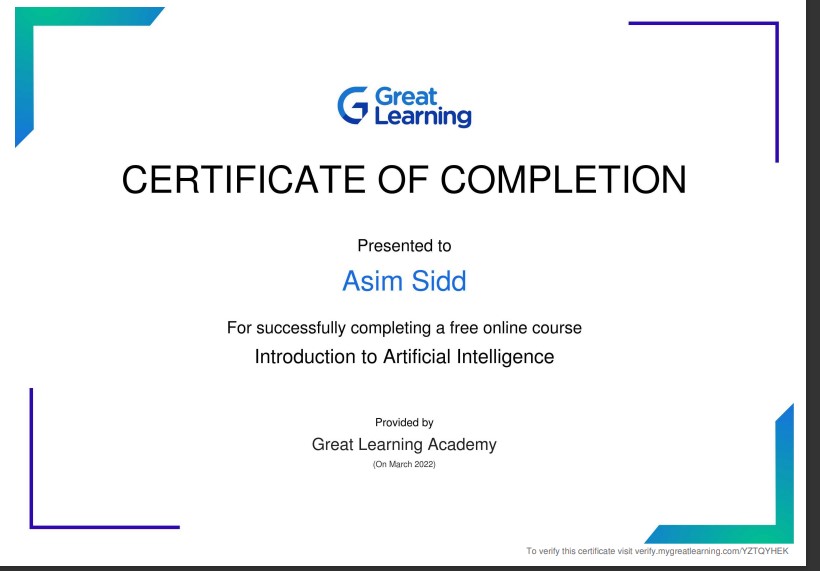 Great
Learning
CERTIFICATE OF COMPLETION
Presented to
Asim Sidd
For successfully completing a free online course
Introduction to Artificial Intelligence
Provided by
Great Learning Academy
(On March 2022)
To verify this certificate visit verify.mygreatlearning.com/YZTQYHEK